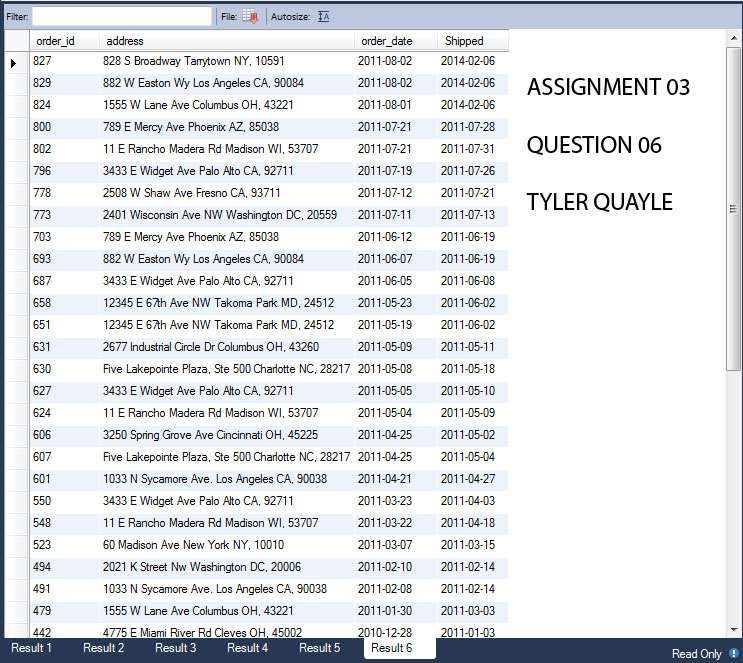 Filter: File: Autosize:
order_id address order_date Shipped
827 828 S Broadway Tarrytown NY, 10591 2011-08-02 2014-02-06
829 882 W Easton Wy Los Angeles CA, 90084 2011-08-02 2014-02-06
824 1555 W Lane Ave Columbus OH, 43221 2011-08-01 2014-02-06
800 789 E Mercy Ave Phoenix AZ, 85038 2011-07-21 2011-07-28
802 11 E Rancho Madera Rd Madison WI, 53707 2011-07-21 2011-07-31
796 3433 E Widget Ave Palo Alto CA, 92711 2011-07-19 2011-07-26
778 2508 W Shaw Ave Fresno CA, 93711 2011-07-12 2011-07-21
773 2401 Wisconsin Ave NW Washington DC, 20559 2011-07-11 2011-07-13
703 789 E Mercy Ave Phoenix AZ, 85038 2011-06-12 2011-06-19
693 882 W Easton Wy Los Angeles CA, 90084 2011-06-07 2011-06-19
687 3433 E Widget Ave Palo Alto CA, 92711 2011-06-05 2011-06-08
658 12345 E 67th Ave NW Takoma Park MD, 24512 2011-05-23 2011-06-02
651 12345 E 67th Ave NW Takoma Park MD, 24512 2011-05-19 2011-06-02
631 2677 Industrial Circle Dr Columbus OH, 43260 2011-05-09 2011-05-11
630 Five Lakepointe Plaza, Ste 500 Charlotte NC, 28217 2011-05-08 2011-05-18
627 3433 E Widget Ave Palo Alto CA, 92711 2011-05-05 2011-05-10
624 11 E Rancho Madera Rd Madison WI, 53707 2011-05-04 2011-05-09
606 3250 Spring Grove Ave Cincinnati OH, 45225 2011-04-25 2011-05-02
607 Five Lakepointe Plaza, Ste 500 Charlotte NC, 28217 2011-04-25 2011-05-04
601 1033 N Sycamore Ave. Los Angeles CA, 90038 2011-04-21 2011-04-27
550 3433 E Widget Ave Palo Alto CA, 92711 2011-03-23 2011-04-03
548 11 E Rancho Madera Rd Madison WI, 53707 2011-03-22 2011-04-18
523 60 Madison Ave New York NY, 10010 2011-03-07 2011-03-15
494 2021 K Street Nw Washington DC, 20006 2011-02-10 2011-02-14
491 1033 N Sycamore Ave. Los Angeles CA, 90038 2011-02-08 2011-02-14
479 1555 W Lane Ave Columbus OH, 43221 2011-01-30 2011-03-03
442 4775 E Miami River Rd Cleves OH, 45002 2010-12-28 2011-01-03
ASSIGNMENT 03
QUESTION 06
TYLER QUAYLE
Result 1 Result 2 Result 3 Result 4 Result 5 Result 6
Read Only